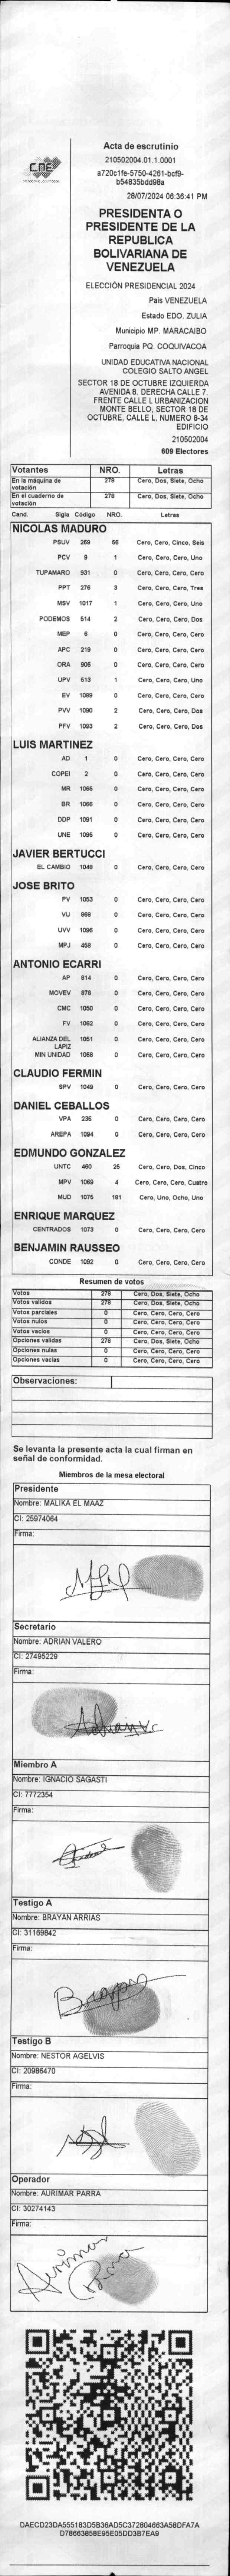 Acta de escrutinio
210502004.01.1.0001
a720c1fe-5750-4261-bcf9-
b54835bdd98a
28/07/2024 06:36:41 PM
CNE
PRESIDENTA O
PRESIDENTE DE LA
REPUBLICA
BOLIVARIANA DE
VENEZUELA
ELECCIÓN PRESIDENCIAL 2024
Pais VENEZUELA
Estado EDO. ZULIA
Municipio MP. MARACAIBO
Parroquia PQ. COQUIVACOA
UNIDAD EDUCATIVA NACIONAL
COLEGIO SALTO ANGEL
SECTOR 18 DE OCTUBRE IZQUIERDA
AVENIDA 8. DERECHA CALLE 7.
FRENTE CALLE L URBANIZACION
MONTE BELLO, SECTOR 18 DE
OCTUBRE, CALLE L, NUMERO 8-34
EDIFICIO
210502004
609 Electores
Votantes NRO. Letras
En la máquina de votación 278 Cero, Dos, Siete, Ocho
En el cuaderno de votación 278 Cero, Dos, Siete, Ocho
Cand. Sigla Código NRO. Letras
NICOLAS MADURO
PSUV 269 56 Cero, Cero, Cinco, Seis
PCV 9 1 Cero, Cero, Cero, Uno
TUPAMARO 931 0 Cero, Cero, Cero, Cero
PPT 276 3 Cero, Cero, Cero, Tres
MSV 1017 1 Cero, Cero, Cero, Uno
PODEMOS 514 2 Cero, Cero, Cero, Dos
MEP 6 0 Cero, Cero, Cero, Cero
APC 219 0 Cero, Cero, Cero, Cero
ORA 906 0 Cero, Cero, Cero, Cero
UPV 613 1 Cero, Cero, Cero, Uno
EV 1089 0 Cero, Cero, Cero, Cero
PVV 1090 2 Cero, Cero, Cero, Dos
PFV 1093 2 Cero, Cero, Cero, Dos
LUIS MARTINEZ
AD 1 0 Cero, Cero, Cero, Cero
COPEI 2 0 Cero, Cero, Cero, Cero
MR 1065 0 Cero, Cero, Cero, Cero
BR 1066 0 Cero, Cero, Cero, Cero
DDP 1091 0 Cero, Cero, Cero, Cero
UNE 1095 0 Cero, Cero, Cero, Cero
JAVIER BERTUCCI
EL CAMBIO 1048 0 Cero, Cero, Cero, Cero
JOSE BRITO
PV 1053 0 Cero, Cero, Cero, Cero
VU 868 0 Cero, Cero, Cero, Cero
UVV 1096 0 Cero, Cero, Cero, Cero
MPJ 458 0 Cero, Cero, Cero, Cero
ANTONIO ECARRI
AP 814 0 Cero, Cero, Cero, Cero
MOVEV 878 0 Cero, Cero, Cero, Cero
CMC 1050 0 Cero, Cero, Cero, Cero
FV 1062 0 Cero, Cero, Cero, Cero
ALIANZA DEL LAPIZ 1051 0 Cero, Cero, Cero, Cero
MIN UNIDAD 1068 0 Cero, Cero, Cero, Cero
CLAUDIO FERMIN
SPV 1049 0 Cero, Cero, Cero, Cero
DANIEL CEBALLOS
VPA 236 0 Cero, Cero, Cero, Cero
AREPA 1094 0 Cero, Cero, Cero, Cero
EDMUNDO GONZALEZ
UNTC 460 25 Cero, Cero, Dos, Cinco
MPV 1069 4 Cero, Cero, Cero, Cuatro
MUD 1075 181 Cero, Uno, Ocho, Uno
ENRIQUE MARQUEZ
CENTRADOS 1073 0 Cero, Cero, Cero, Cero
BENJAMIN RAUSSEO
CONDE 1092 0 Cero, Cero, Cero, Cero
Resumen de votos
Votos 278 Cero, Dos, Siete, Ocho
Votos validos 278 Cero, Dos, Siete, Ocho
Votos parciales 0 Cero, Cero, Cero, Cero
Votos nulos 0 Cero, Cero, Cero, Cero
Votos vacios 0 Cero, Cero, Cero, Cero
Opciones validas 278 Cero, Dos, Siete, Ocho
Opciones nulas 0 Cero, Cero, Cero, Cero
Opciones vacias 0 Cero, Cero, Cero, Cero
Observaciones:
Se levanta la presente acta la cual firman en
señal de conformidad.
Miembros de la mesa electoral
Presidente
Nombre: MALIKA EL MAAZ
CI: 25974064
Firma:
Secretario
Nombre: ADRIAN VALERO
CI: 27495229
Firma:
Adrian V.
Miembro A
Nombre: IGNACIO SAGASTI
CI: 7772354
Firma:
Testigo A
Nombre: BRAYAN ARRIAS
CI: 31169842
Firma:
Brayan
Testigo B
Nombre: NESTOR AGELVIS
CI: 20986470
Firma:
Operador
Nombre: AURIMAR PARRA
CI: 30274143
Firma:
Aurimar
Parra
DAECD23DA555183D5B36AD5C372804663A58DFA7A
D78663858E95E05DD3B7EA9